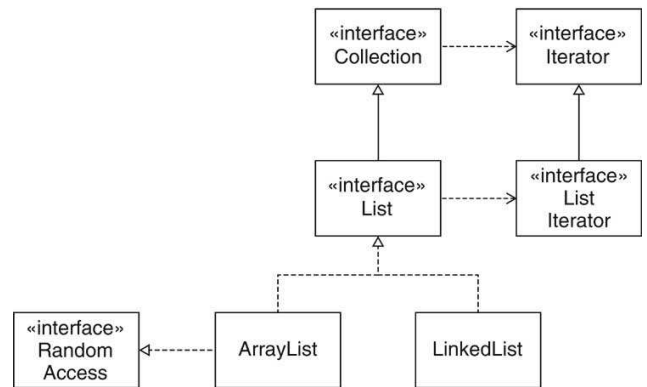 «interface»
Collection
«interface»
Iterator
«interface»
List
«interface»
List
Iterator
«interface»
Random
Access
ArrayList
LinkedList